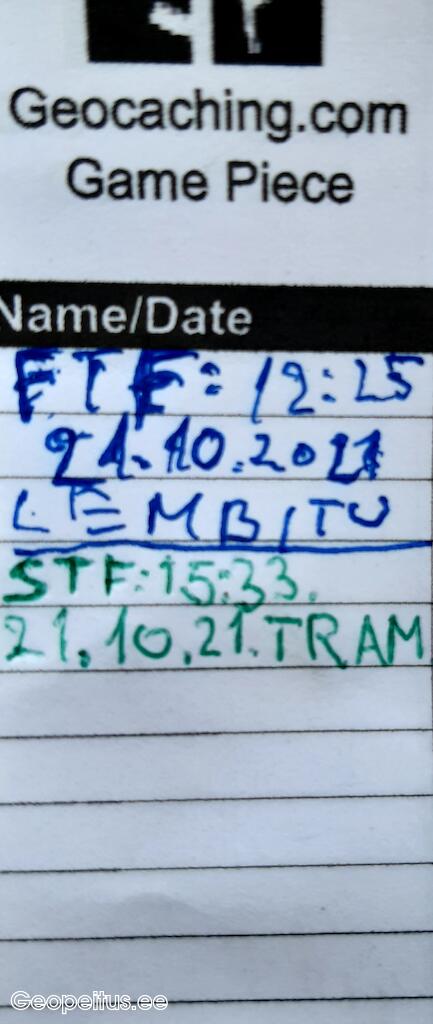 Geocaching.com
Game Piece
Name/Date
FTF: 12:25
21.10.2021
LEMBITU
STF:15:33.
21.10.21.TRAM
Geopeitus.ee